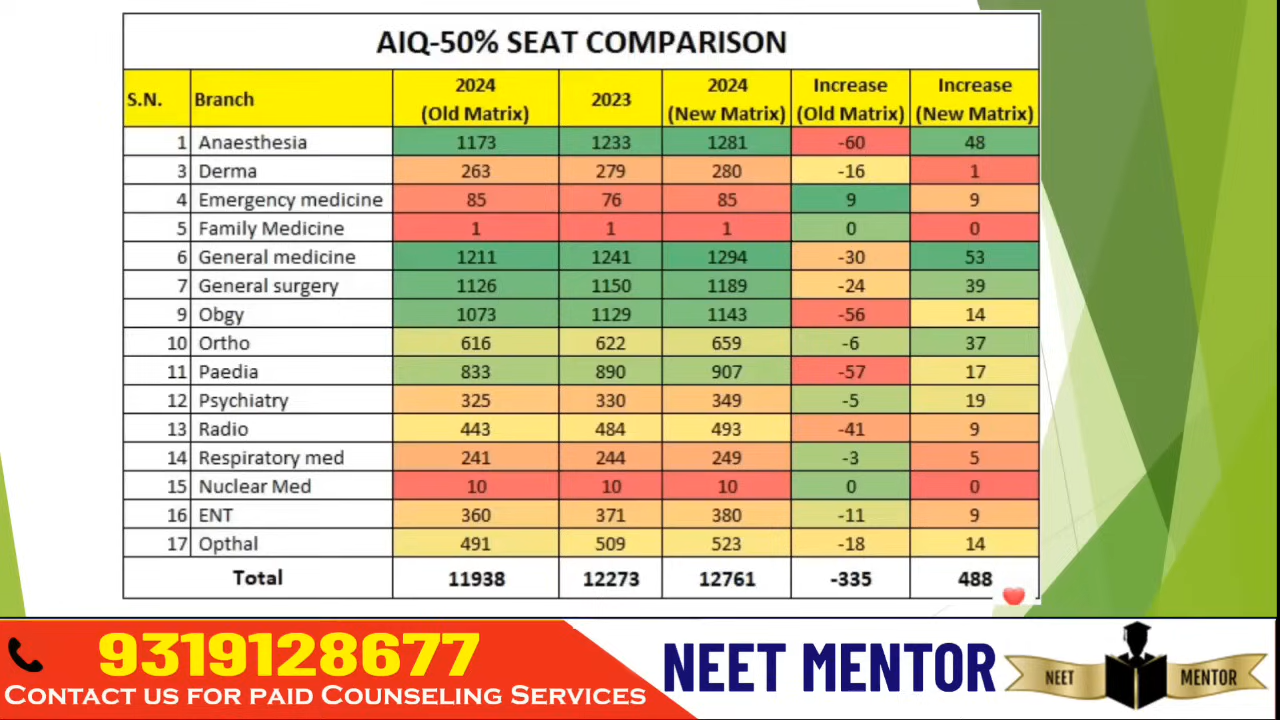 AIQ-50% SEAT COMPARISON
S.N. Branch 2024 (Old Matrix) 2023 2024 (New Matrix) Increase (Old Matrix) Increase (New Matrix)
1 Anaesthesia 1173 1233 1281 -60 48
3 Derma 263 279 280 -16 1
4 Emergency medicine 85 76 85 9 9
5 Family Medicine 1 1 1 0 0
6 General medicine 1211 1241 1294 -30 53
7 General surgery 1126 1150 1189 -24 39
9 Obgy 1073 1129 1143 -56 14
10 Ortho 616 622 659 -6 37
11 Paedia 833 890 907 -57 17
12 Psychiatry 325 330 349 -5 19
13 Radio 443 484 493 -41 9
14 Respiratory med 241 244 249 -3 5
15 Nuclear Med 10 10 10 0 0
16 ENT 360 371 380 -11 9
17 Opthal 491 509 523 -18 14
Total 11938 12273 12761 -335 488
9319128677
CONTACT US FOR PAID COUNSELING SERVICES
NEET MENTOR
NEET MENTOR